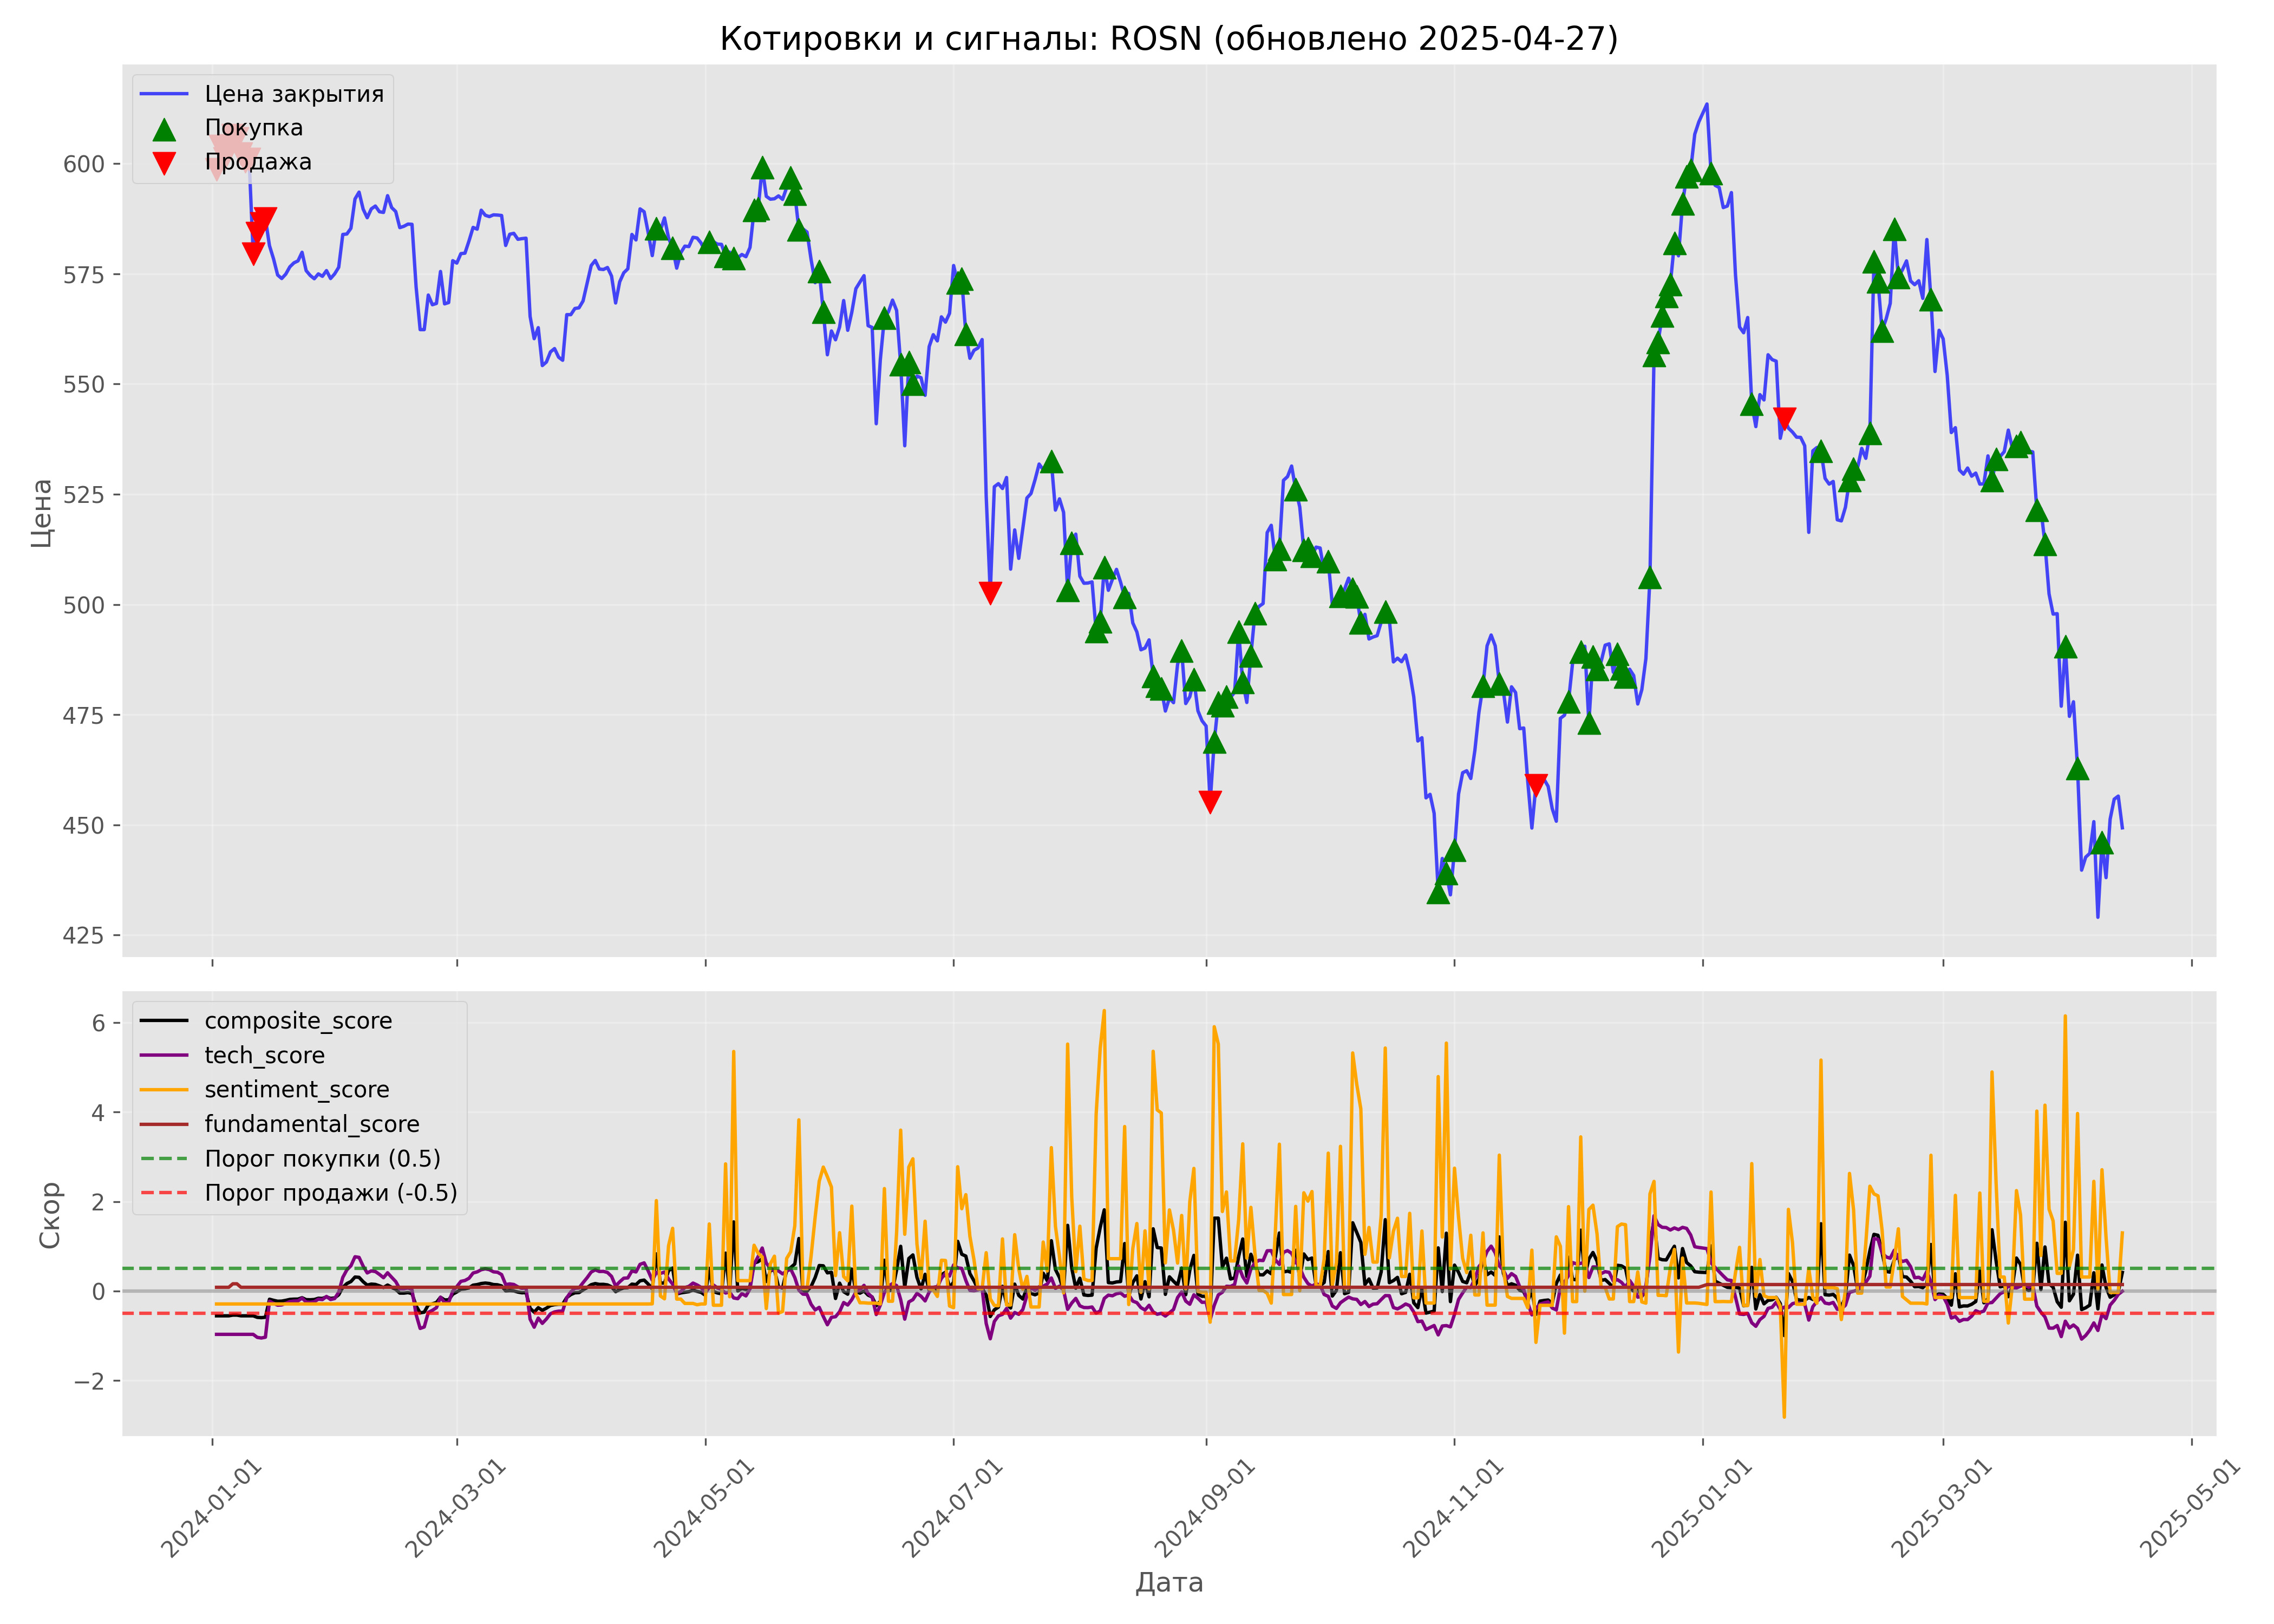 Котировки и сигналы: ROSN (обновлено 2025-04-27)
Цена закрытия
Покупка
Продажа
600
575
550
525
500
475
450
425
Цена
composite_score
tech_score
sentiment_score
fundamental_score
Порог покупки (0.5)
Порог продажи (-0.5)
6
4
2
0
−2
Скор
2024-01-01
2024-03-01
2024-05-01
2024-07-01
2024-09-01
2024-11-01
2025-01-01
2025-03-01
2025-05-01
Дата